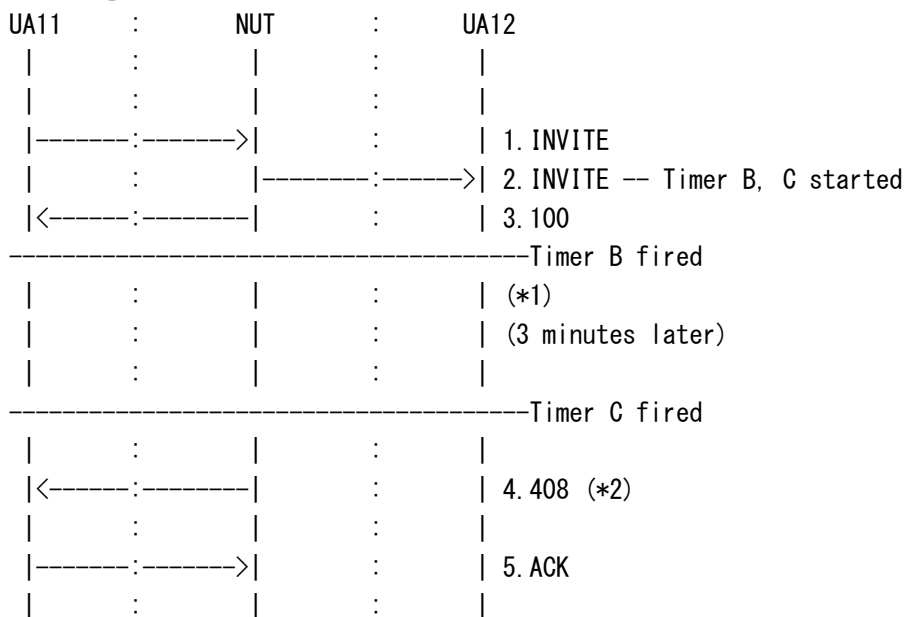 UA11 : NUT : UA12
| : | : |
| : | : |
|-------:------->| : | 1. INVITE
| : |--------:------>| 2. INVITE -- Timer B, C started
|<------:--------| : | 3. 100
---------------------------------------Timer B fired
| : | : | (*1)
| : | : | (3 minutes later)
| : | : |
---------------------------------------Timer C fired
| : | : |
|<------:--------| : | 4. 408 (*2)
| : | : |
|-------:------->| : | 5. ACK
| : | : |